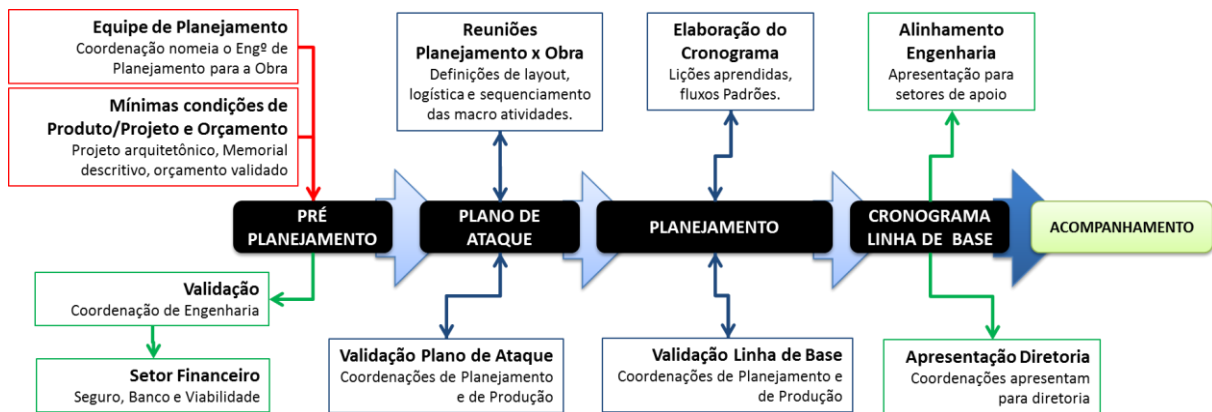 Equipe de Planejamento
Coordenação nomeia o Engº de
Planejamento para a Obra
Mínimas condições de
Produto/Projeto e Orçamento
Projeto arquitetônico, Memorial
descritivo, orçamento validado
Reuniões
Planejamento x Obra
Definições de layout,
logística e sequenciamento
das macro atividades.
Elaboração do
Cronograma
Lições aprendidas,
fluxos Padrões.
Alinhamento
Engenharia
Apresentação para
setores de apoio
PRÉ
PLANEJAMENTO
PLANO DE
ATAQUE
PLANEJAMENTO
CRONOGRAMA
LINHA DE BASE
ACOMPANHAMENTO
Validação
Coordenação de Engenharia
Setor Financeiro
Seguro, Banco e Viabilidade
Validação Plano de Ataque
Coordenações de Planejamento
e de Produção
Validação Linha de Base
Coordenações de Planejamento e
de Produção
Apresentação Diretoria
Coordenações apresentam
para diretoria